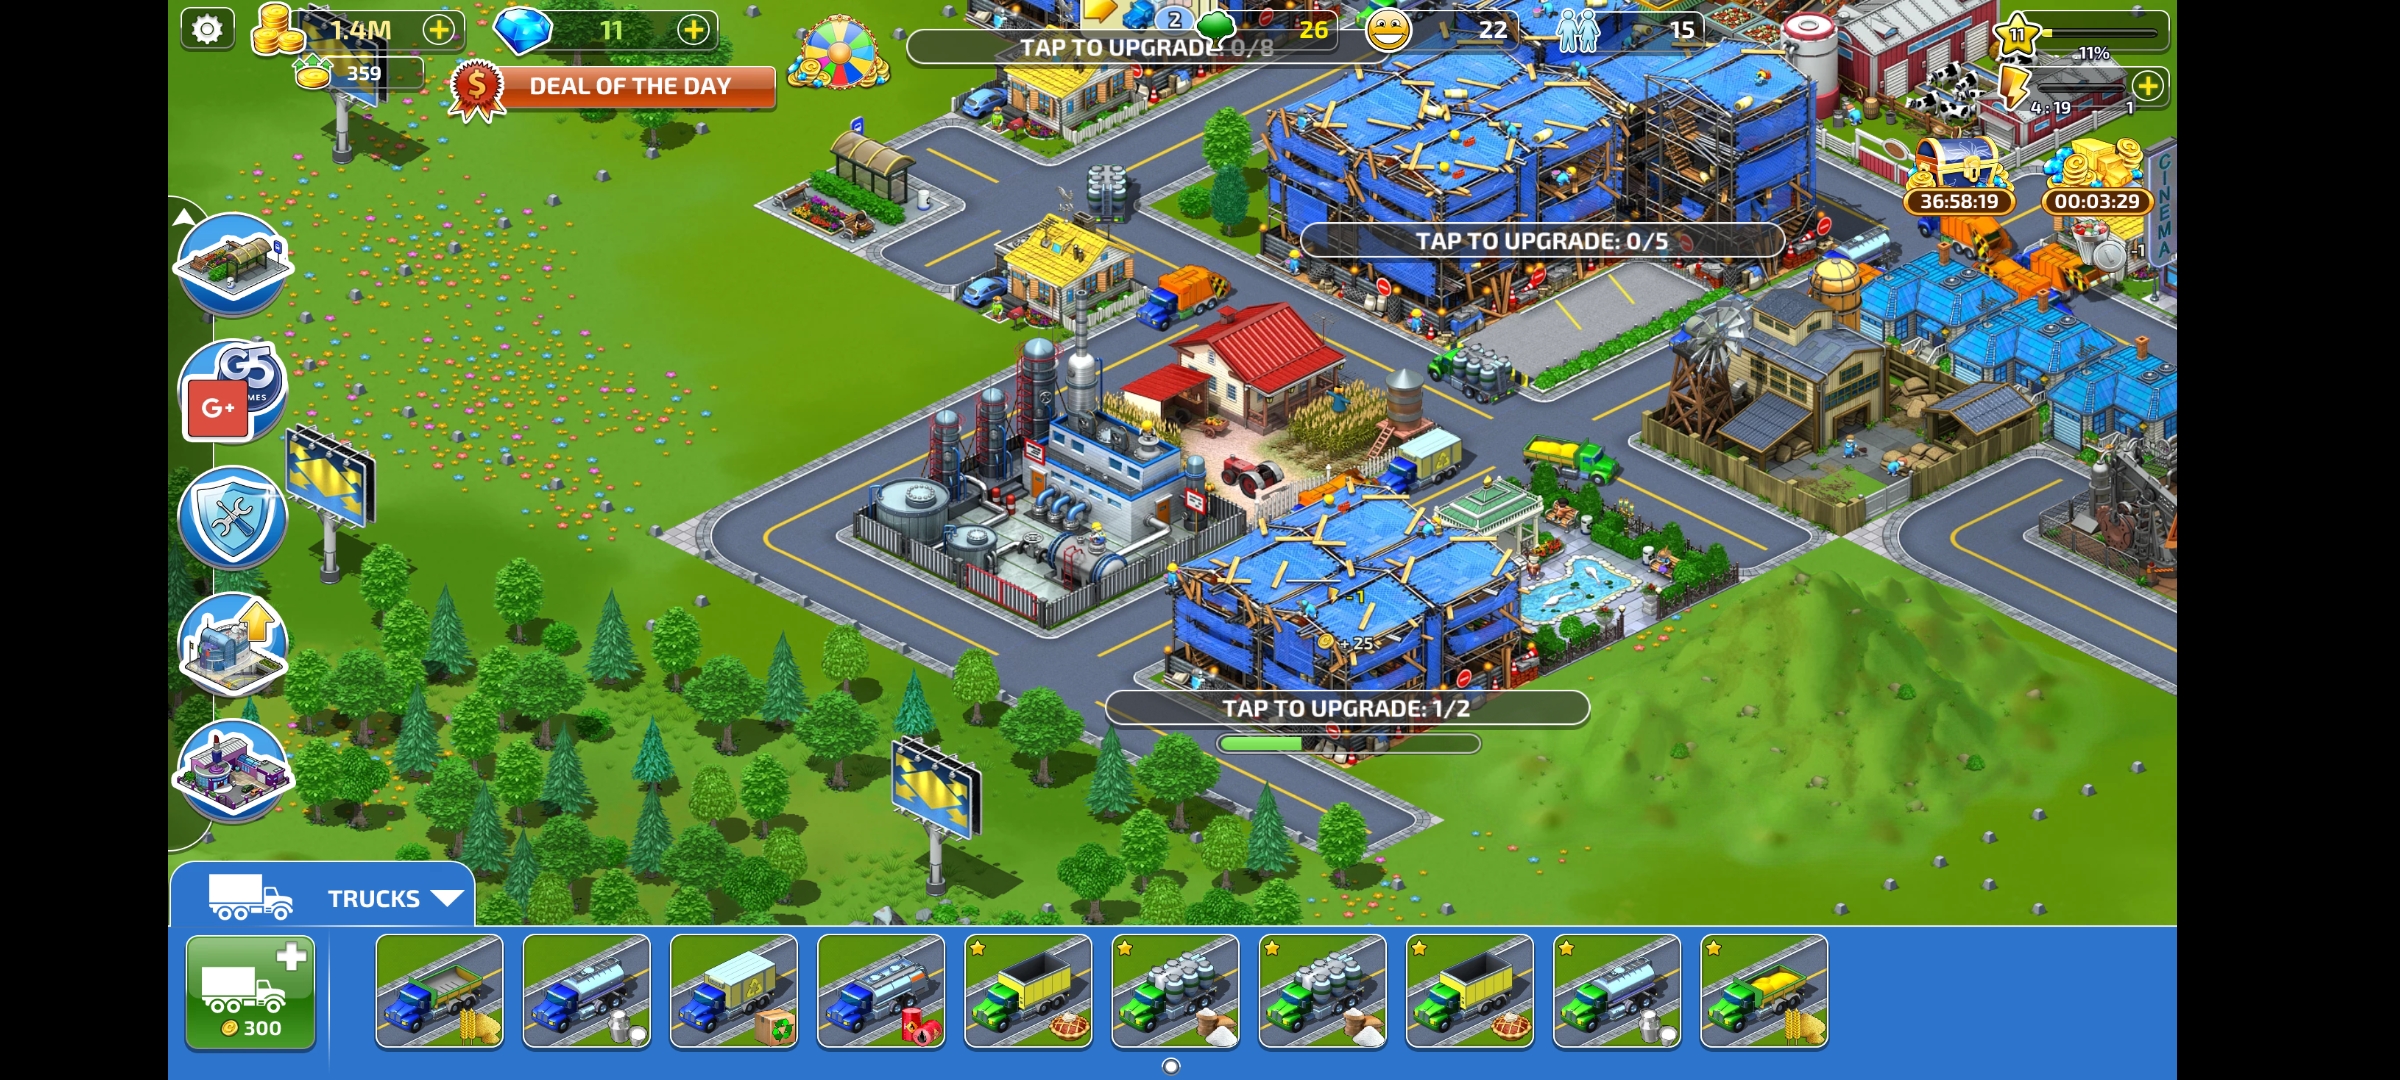 1.4M
11
2
26
22
15
11
359
TAP TO UPGRADE: 0/8
11%
DEAL OF THE DAY
4:19
1
36:58:19
00:03:29
CINEMA
TAP TO UPGRADE: 0/5
-1
G5
MES
G+
-1
+25
TAP TO UPGRADE: 1/2
TRUCKS
300